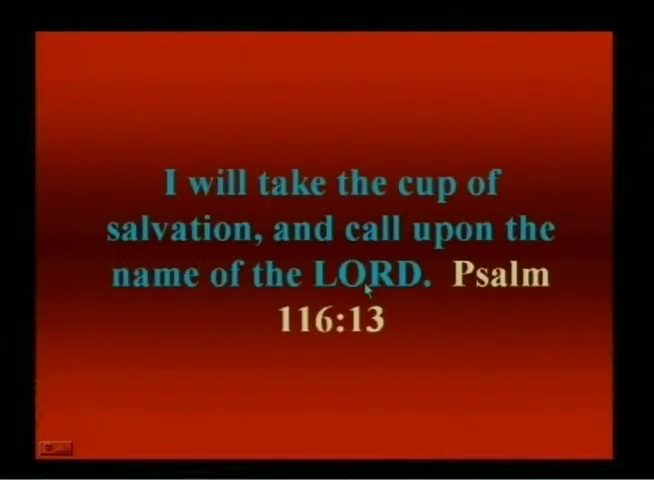 I will take the cup of
salvation, and call upon the
name of the LORD.  Psalm
116:13